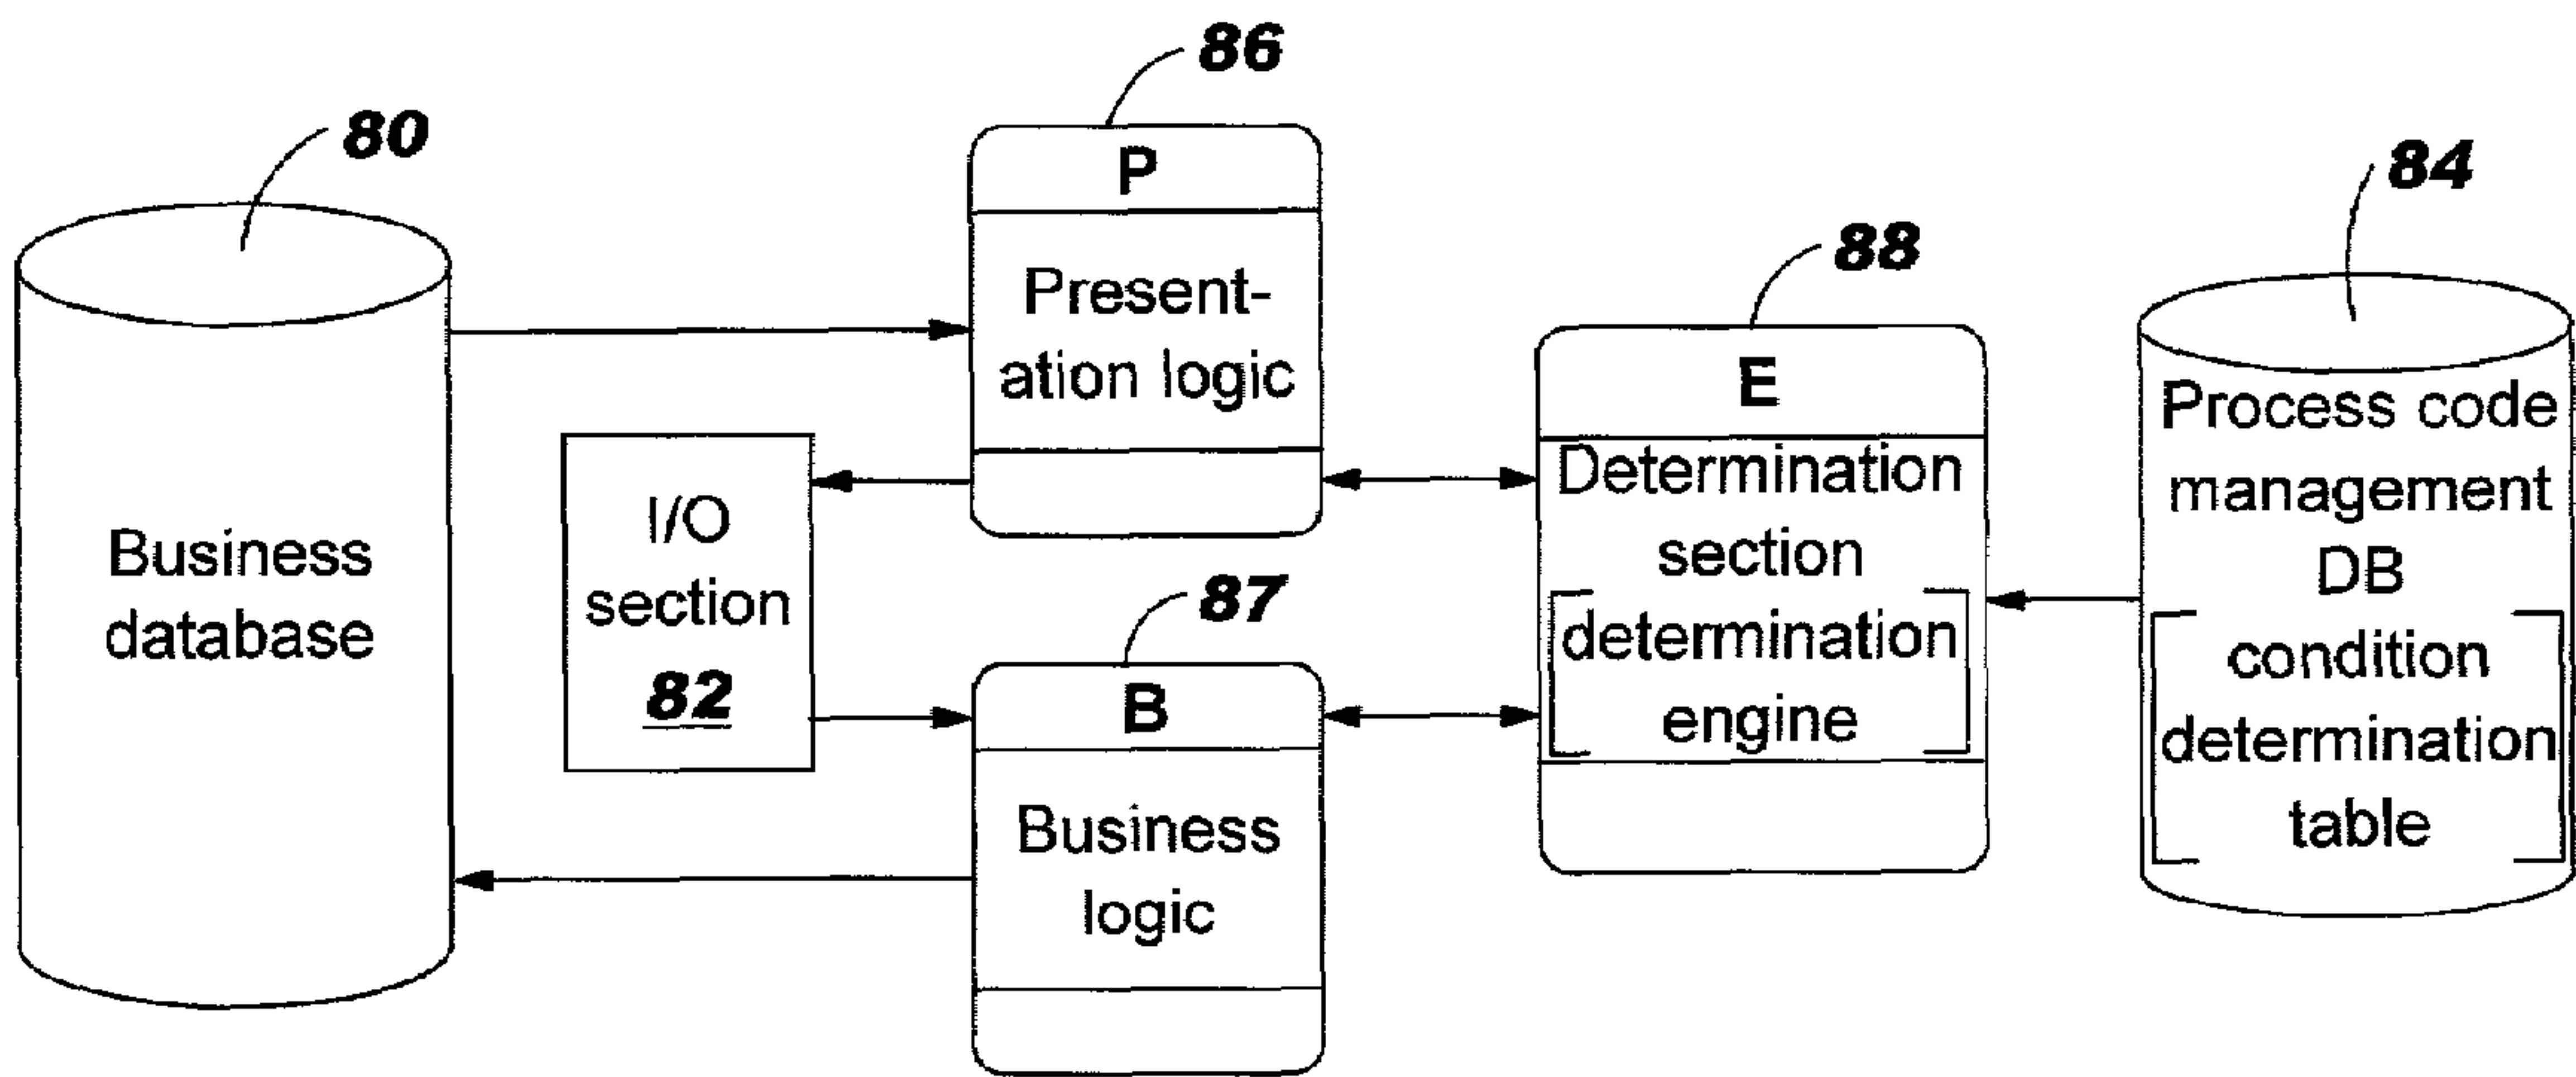 80
Business
database
I/O
section
82
86
P
Present-
ation logic
87
B
Business
logic
88
E
Determination
section
determination
engine
84
Process code
management
DB
condition
determination
table